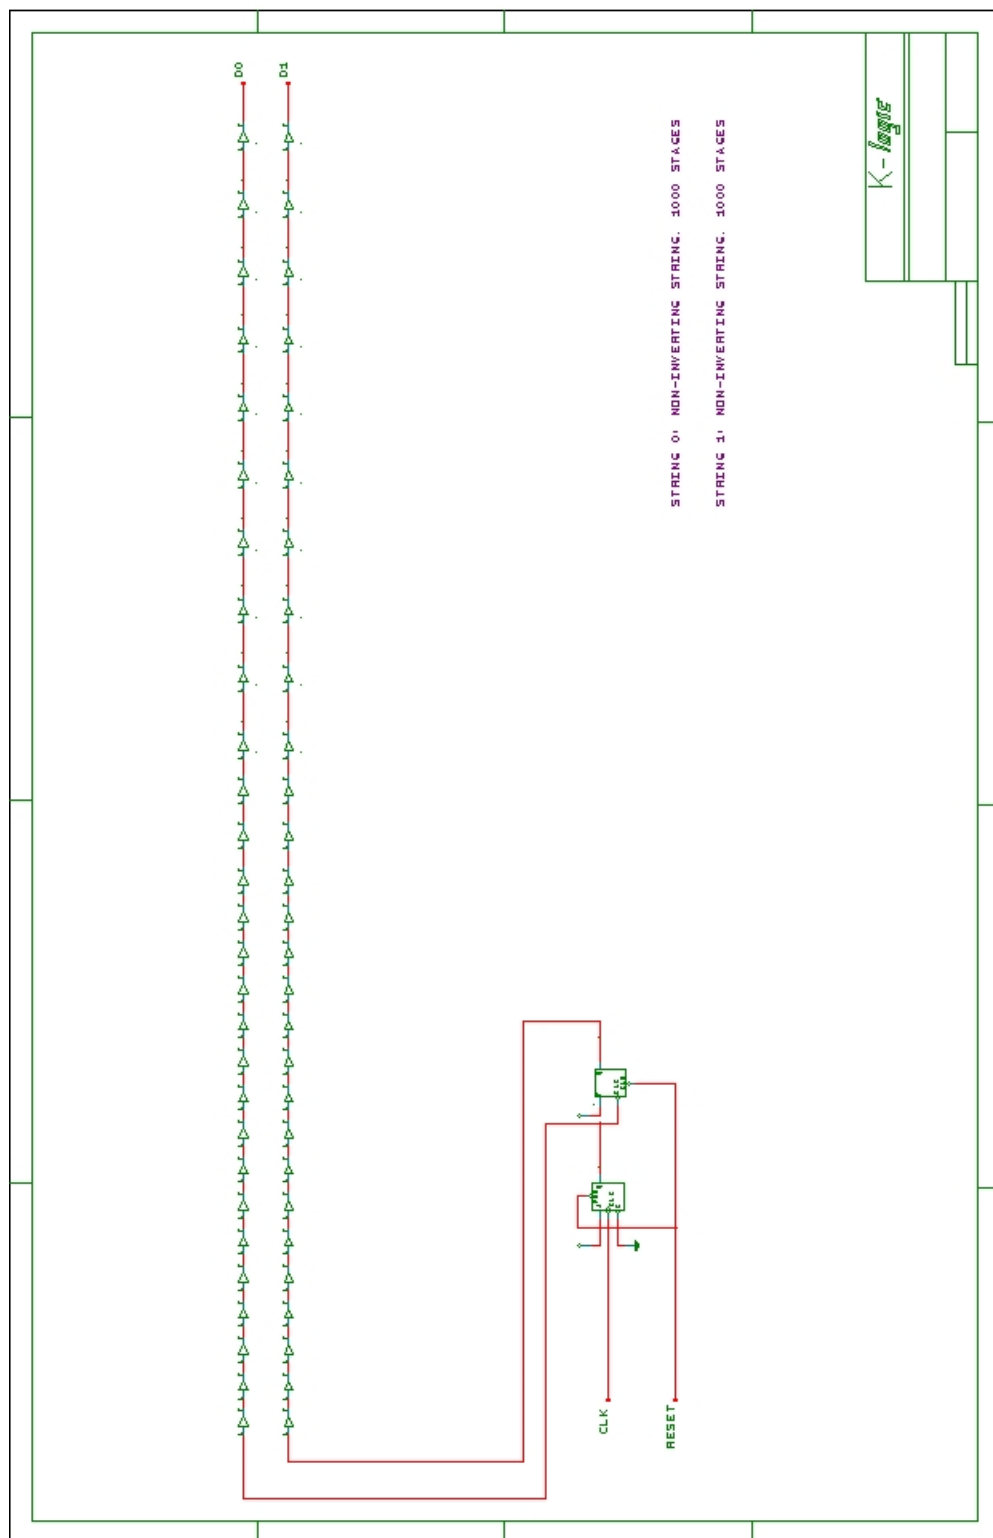 D0
D1
STRING 0: NON-INVERTING STRING. 1000 STAGES
STRING 1: NON-INVERTING STRING. 1000 STAGES
CLK
RESET
K-logic